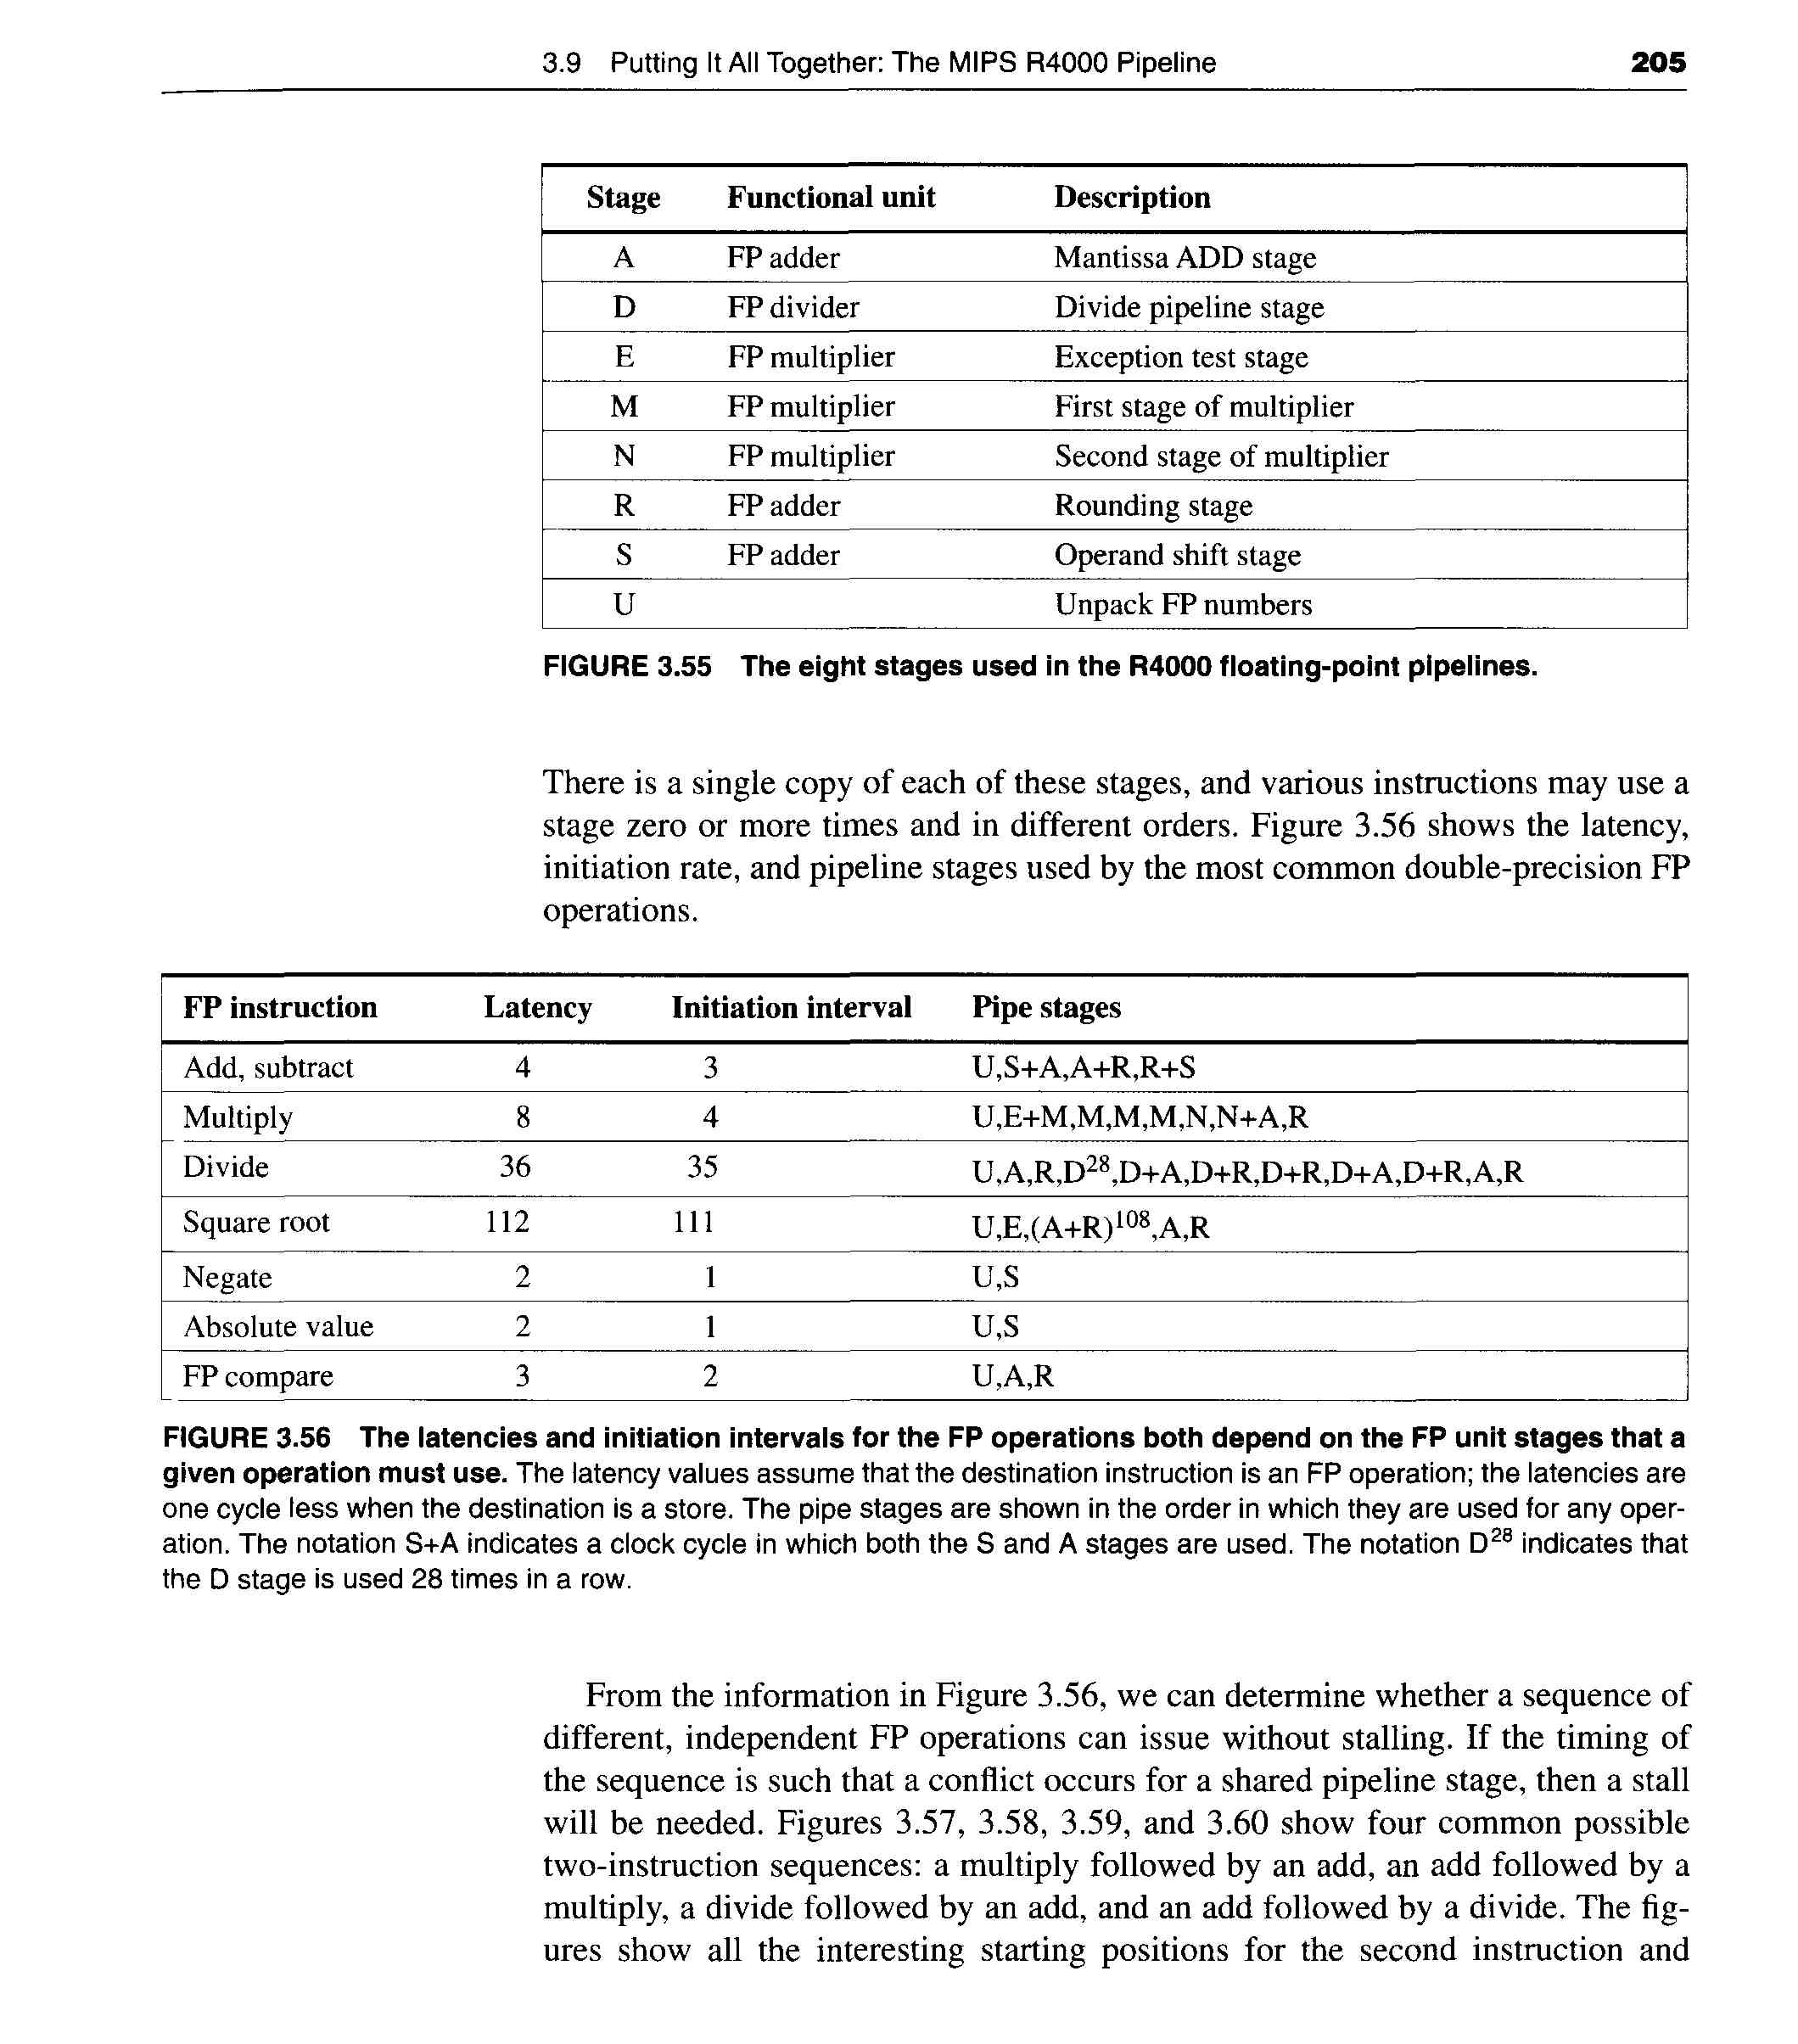 3.9 Putting It All Together: The MIPS R4000 Pipeline 205
Stage Functional unit Description
A FP adder Mantissa ADD stage
D FP divider Divide pipeline stage
E FP multiplier Exception test stage
M FP multiplier First stage of multiplier
N FP multiplier Second stage of multiplier
R FP adder Rounding stage
S FP adder Operand shift stage
U Unpack FP numbers
FIGURE 3.55 The eight stages used in the R4000 floating-point pipelines.
There is a single copy of each of these stages, and various instructions may use a
stage zero or more times and in different orders. Figure 3.56 shows the latency,
initiation rate, and pipeline stages used by the most common double-precision FP
operations.
FP instruction Latency Initiation interval Pipe stages
Add, subtract 4 3 U,S+A,A+R,R+S
Multiply 8 4 U,E+M,M,M,M,N,N+A,R
Divide 36 35 U,A,R,D²⁸,D+A,D+R,D+R,D+A,D+R,A,R
Square root 112 111 U,E,(A+R)¹⁰⁸,A,R
Negate 2 1 U,S
Absolute value 2 1 U,S
FP compare 3 2 U,A,R
FIGURE 3.56 The latencies and initiation intervals for the FP operations both depend on the FP unit stages that a
given operation must use. The latency values assume that the destination instruction is an FP operation; the latencies are
one cycle less when the destination is a store. The pipe stages are shown in the order in which they are used for any oper-
ation. The notation S+A indicates a clock cycle in which both the S and A stages are used. The notation D²⁸ indicates that
the D stage is used 28 times in a row.
From the information in Figure 3.56, we can determine whether a sequence of
different, independent FP operations can issue without stalling. If the timing of
the sequence is such that a conflict occurs for a shared pipeline stage, then a stall
will be needed. Figures 3.57, 3.58, 3.59, and 3.60 show four common possible
two-instruction sequences: a multiply followed by an add, an add followed by a
multiply, a divide followed by an add, and an add followed by a divide. The fig-
ures show all the interesting starting positions for the second instruction and